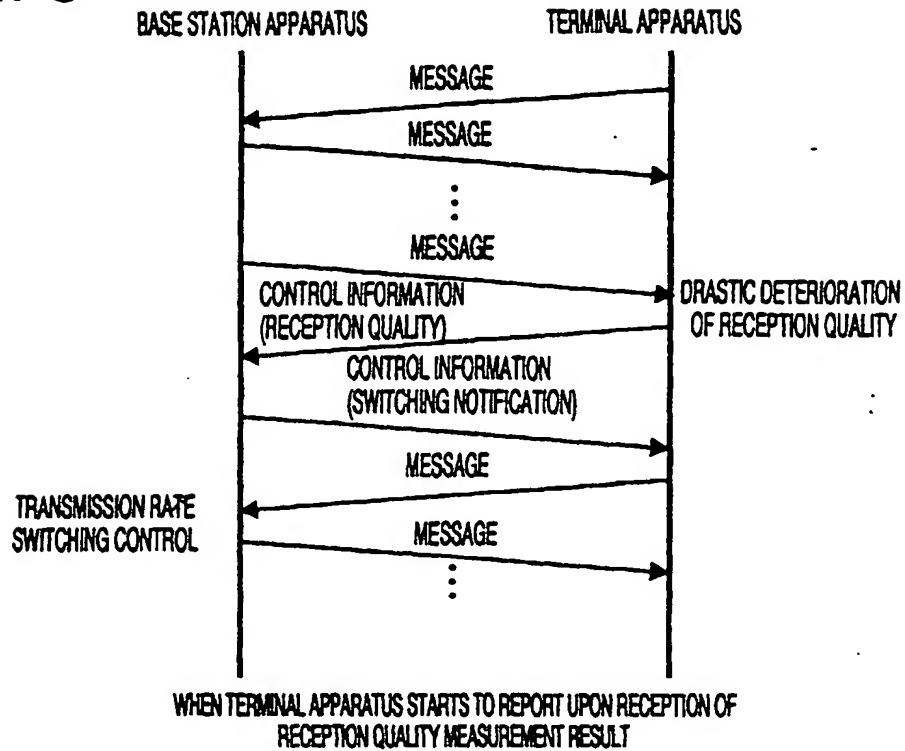 BASE STATION APPARATUS
TERMINAL APPARATUS
MESSAGE
MESSAGE
MESSAGE
CONTROL INFORMATION
(RECEPTION QUALITY)
DRASTIC DETERIORATION
OF RECEPTION QUALITY
CONTROL INFORMATION
(SWITCHING NOTIFICATION)
MESSAGE
TRANSMISSION RATE
SWITCHING CONTROL
MESSAGE
WHEN TERMINAL APPARATUS STARTS TO REPORT UPON RECEPTION OF
RECEPTION QUALITY MEASUREMENT RESULT